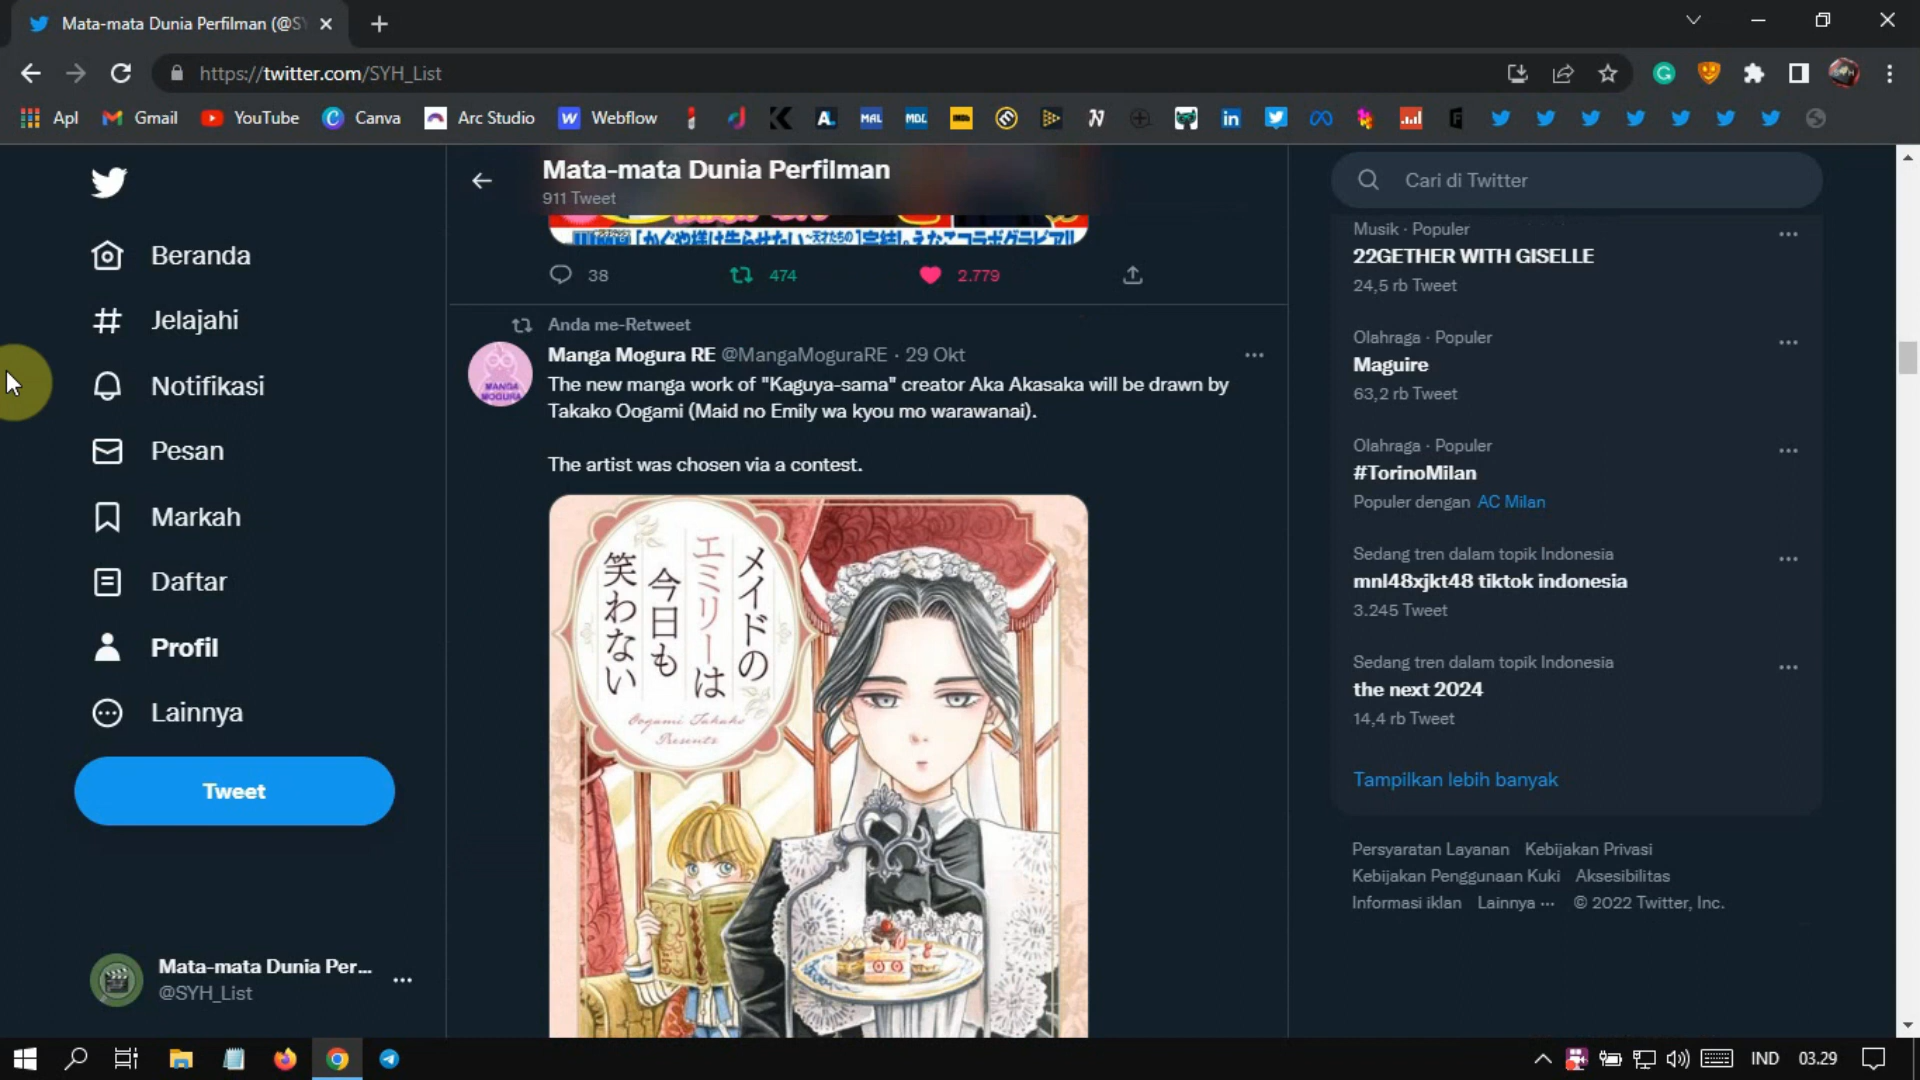 Mata-mata Dunia Perfilman (@S
https://twitter.com/SYH_List
Apl
Gmail
YouTube
Canva
Arc Studio
Webflow
MAL
MDL
Beranda
Jelajahi
Notifikasi
Pesan
Markah
Daftar
Profil
Lainnya
Tweet
Mata-mata Dunia Per...
@SYH_List
Mata-mata Dunia Perfilman
911 Tweet
38
474
2.779
Anda me-Retweet
Manga Mogura RE @MangaMoguraRE · 29 Okt
MANGA
MOGURA
The new manga work of "Kaguya-sama" creator Aka Akasaka will be drawn by
Takako Oogami (Maid no Emily wa kyou mo warawanai).
The artist was chosen via a contest.
メイドの
エミリーは
今日も
笑わない
Oogami Takako
Presents
Cari di Twitter
Musik · Populer
22GETHER WITH GISELLE
24,5 rb Tweet
Olahraga · Populer
Maguire
63,2 rb Tweet
Olahraga · Populer
#TorinoMilan
Populer dengan AC Milan
Sedang tren dalam topik Indonesia
mnl48xjkt48 tiktok indonesia
3.245 Tweet
Sedang tren dalam topik Indonesia
the next 2024
14,4 rb Tweet
Tampilkan lebih banyak
Persyaratan Layanan Kebijakan Privasi
Kebijakan Penggunaan Kuki Aksesibilitas
Informasi iklan Lainnya ··· © 2022 Twitter, Inc.
IND
03.29